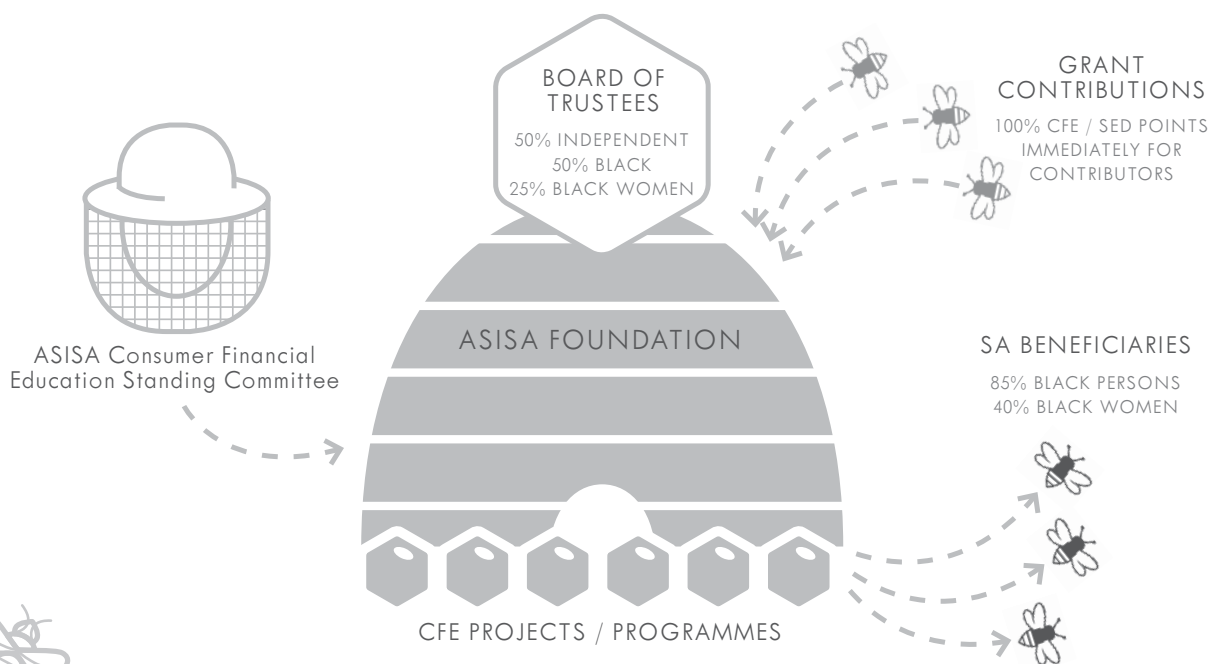 BOARD OF
TRUSTEES
50% INDEPENDENT
50% BLACK
25% BLACK WOMEN
GRANT
CONTRIBUTIONS
100% CFE / SED POINTS
IMMEDIATELY FOR
CONTRIBUTORS
ASISA Consumer Financial
Education Standing Committee
ASISA FOUNDATION
SA BENEFICIARIES
85% BLACK PERSONS
40% BLACK WOMEN
CFE PROJECTS / PROGRAMMES